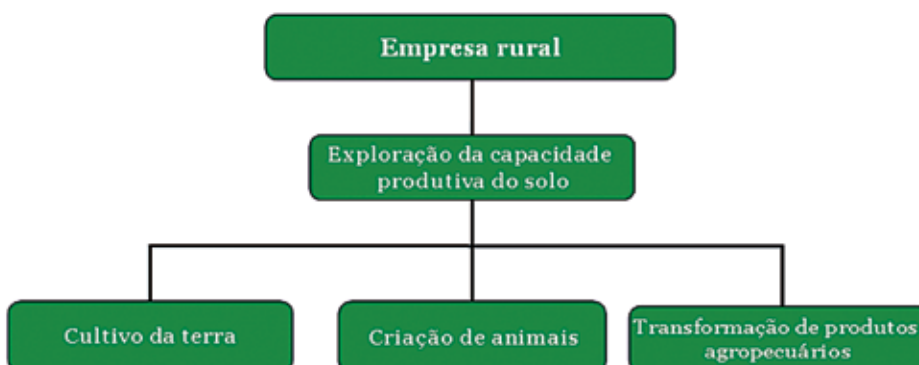 Empresa rural
Exploração da capacidade
produtiva do solo
Cultivo da terra
Criação de animais
Transformação de produtos
agropecuários